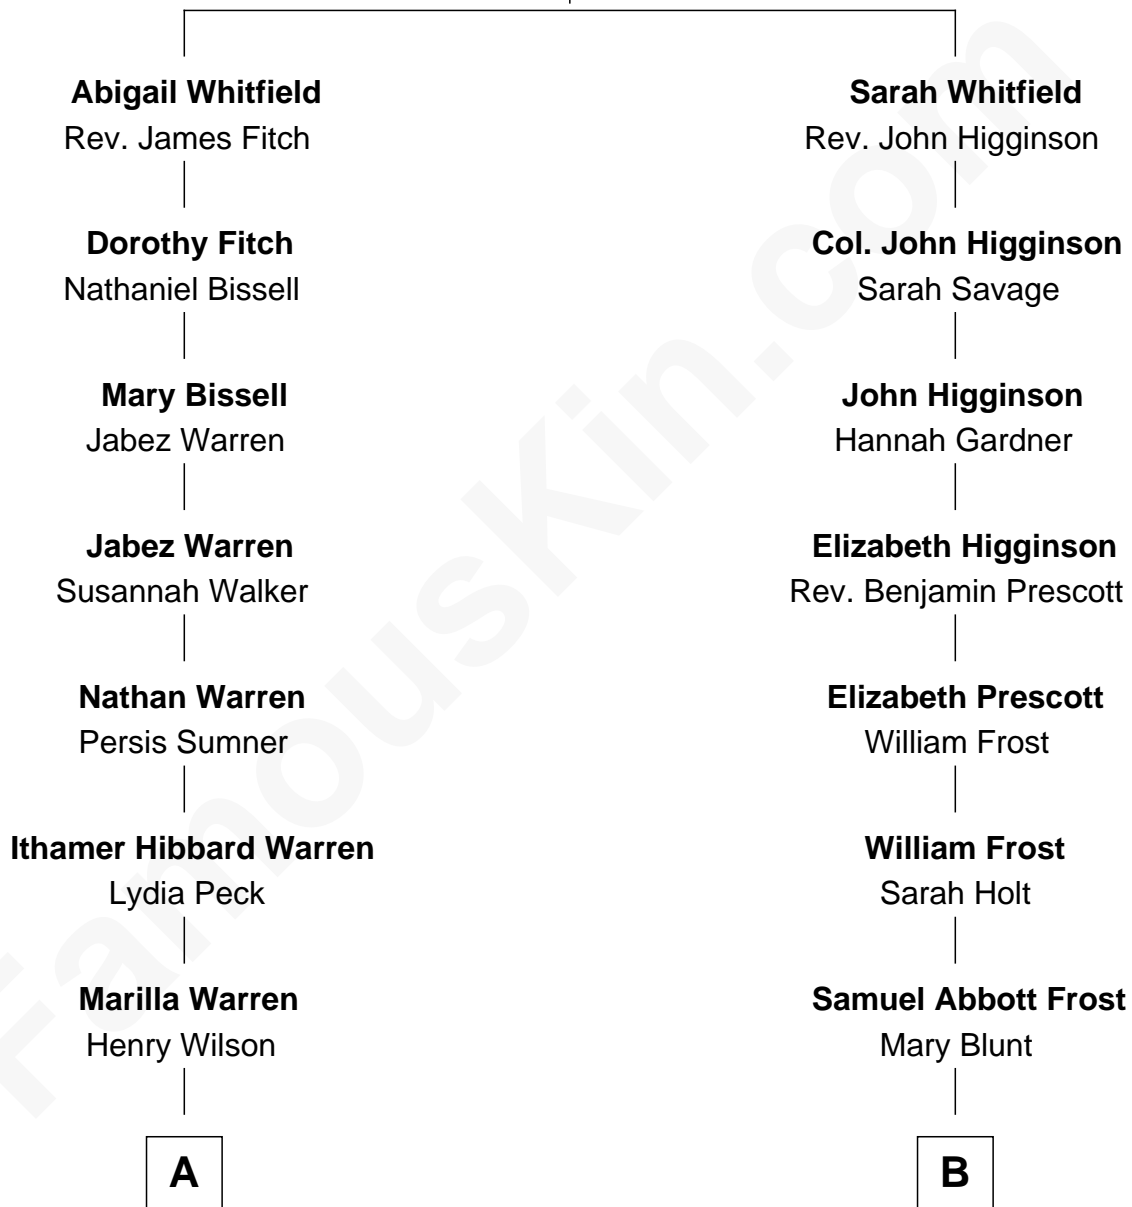 Abigail Whitfield
Rev. James Fitch
Sarah Whitfield
Rev. John Higginson
Dorothy Fitch
Nathaniel Bissell
Col. John Higginson
Sarah Savage
Mary Bissell
Jabez Warren
John Higginson
Hannah Gardner
Jabez Warren
Susannah Walker
Elizabeth Higginson
Rev. Benjamin Prescott
Nathan Warren
Persis Sumner
Elizabeth Prescott
William Frost
Ithamer Hibbard Warren
Lydia Peck
William Frost
Sarah Holt
Marilla Warren
Henry Wilson
Samuel Abbott Frost
Mary Blunt
A
B
FamousKin.com